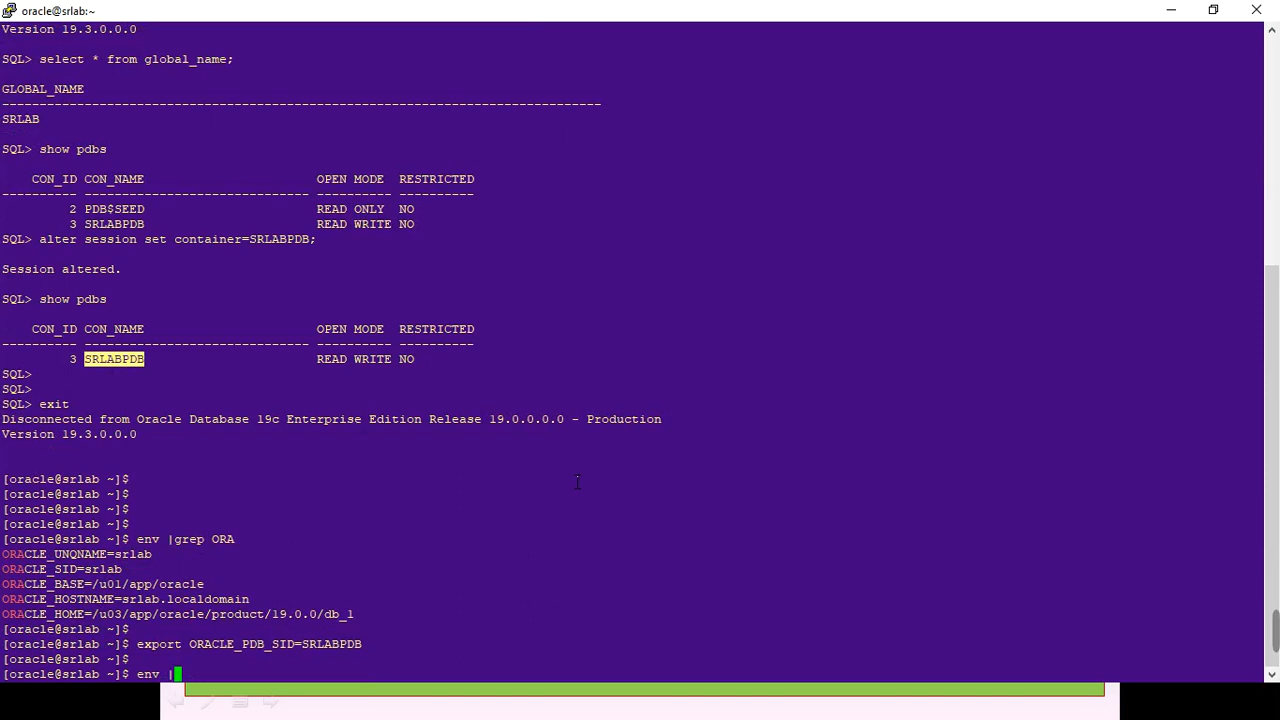 oracle@srlab:~
Version 19.3.0.0.0
SQL> select * from global_name;
GLOBAL_NAME
--------------------------------------------------------------------------------
SRLAB
SQL> show pdbs
CON_ID CON_NAME OPEN MODE RESTRICTED
---------- ------------------------------ ---------- ----------
2 PDB$SEED READ ONLY NO
3 SRLABPDB READ WRITE NO
SQL> alter session set container=SRLABPDB;
Session altered.
SQL> show pdbs
CON_ID CON_NAME OPEN MODE RESTRICTED
---------- ------------------------------ ---------- ----------
3 SRLABPDB READ WRITE NO
SQL>
SQL>
SQL> exit
Disconnected from Oracle Database 19c Enterprise Edition Release 19.0.0.0.0 - Production
Version 19.3.0.0.0
[oracle@srlab ~]$
[oracle@srlab ~]$
[oracle@srlab ~]$
[oracle@srlab ~]$
[oracle@srlab ~]$ env |grep ORA
ORACLE_UNQNAME=srlab
ORACLE_SID=srlab
ORACLE_BASE=/u01/app/oracle
ORACLE_HOSTNAME=srlab.localdomain
ORACLE_HOME=/u03/app/oracle/product/19.0.0/db_1
[oracle@srlab ~]$
[oracle@srlab ~]$ export ORACLE_PDB_SID=SRLABPDB
[oracle@srlab ~]$
[oracle@srlab ~]$ env |